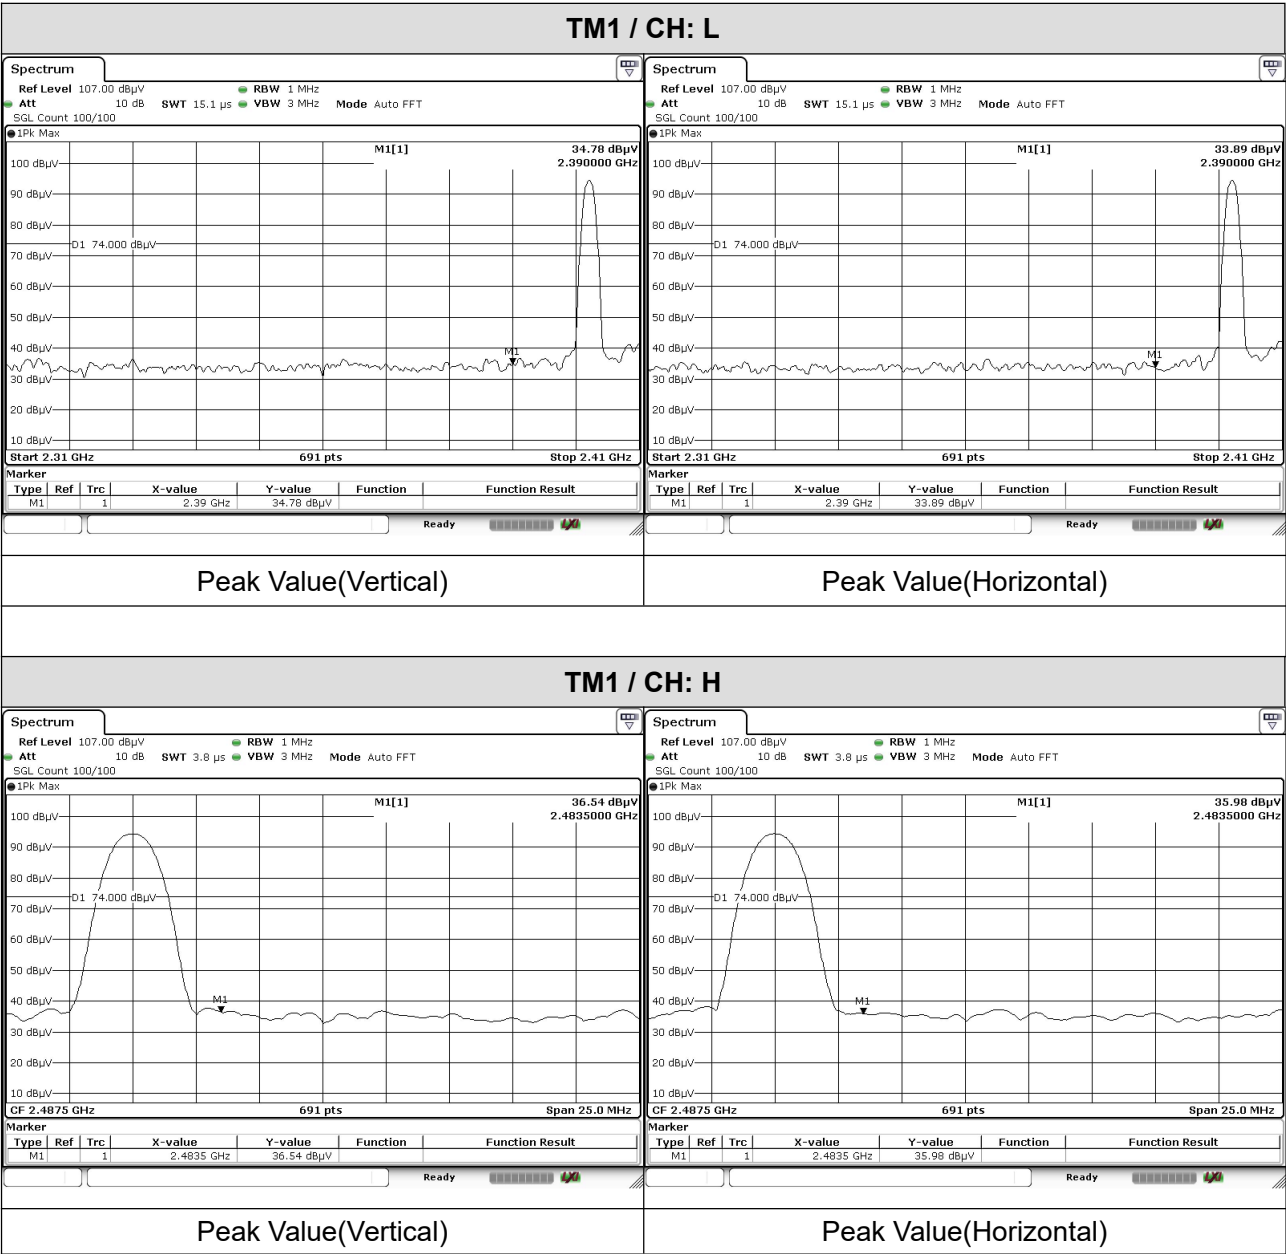 TM1 / CH: L
Spectrum
Ref Level 107.00 dBµV RBW 1 MHz
Att 10 dB SWT 15.1 µs VBW 3 MHz Mode Auto FFT
SGL Count 100/100
1Pk Max
M1[1] 34.78 dBµV
2.390000 GHz
100 dBµV
90 dBµV
80 dBµV
D1 74.000 dBµV
70 dBµV
60 dBµV
50 dBµV
40 dBµV
M1
30 dBµV
20 dBµV
10 dBµV
Start 2.31 GHz 691 pts Stop 2.41 GHz
Marker
Type Ref Trc X-value Y-value Function Function Result
M1 1 2.39 GHz 34.78 dBµV
Ready LXI
Peak Value(Vertical)
Spectrum
Ref Level 107.00 dBµV RBW 1 MHz
Att 10 dB SWT 15.1 µs VBW 3 MHz Mode Auto FFT
SGL Count 100/100
1Pk Max
M1[1] 33.89 dBµV
2.390000 GHz
100 dBµV
90 dBµV
80 dBµV
D1 74.000 dBµV
70 dBµV
60 dBµV
50 dBµV
40 dBµV
M1
30 dBµV
20 dBµV
10 dBµV
Start 2.31 GHz 691 pts Stop 2.41 GHz
Marker
Type Ref Trc X-value Y-value Function Function Result
M1 1 2.39 GHz 33.89 dBµV
Ready LXI
Peak Value(Horizontal)
TM1 / CH: H
Spectrum
Ref Level 107.00 dBµV RBW 1 MHz
Att 10 dB SWT 3.8 µs VBW 3 MHz Mode Auto FFT
SGL Count 100/100
1Pk Max
M1[1] 36.54 dBµV
2.4835000 GHz
100 dBµV
90 dBµV
80 dBµV
D1 74.000 dBµV
70 dBµV
60 dBµV
50 dBµV
40 dBµV
M1
30 dBµV
20 dBµV
10 dBµV
CF 2.4875 GHz 691 pts Span 25.0 MHz
Marker
Type Ref Trc X-value Y-value Function Function Result
M1 1 2.4835 GHz 36.54 dBµV
Ready LXI
Peak Value(Vertical)
Spectrum
Ref Level 107.00 dBµV RBW 1 MHz
Att 10 dB SWT 3.8 µs VBW 3 MHz Mode Auto FFT
SGL Count 100/100
1Pk Max
M1[1] 35.98 dBµV
2.4835000 GHz
100 dBµV
90 dBµV
80 dBµV
D1 74.000 dBµV
70 dBµV
60 dBµV
50 dBµV
40 dBµV
M1
30 dBµV
20 dBµV
10 dBµV
CF 2.4875 GHz 691 pts Span 25.0 MHz
Marker
Type Ref Trc X-value Y-value Function Function Result
M1 1 2.4835 GHz 35.98 dBµV
Ready LXI
Peak Value(Horizontal)